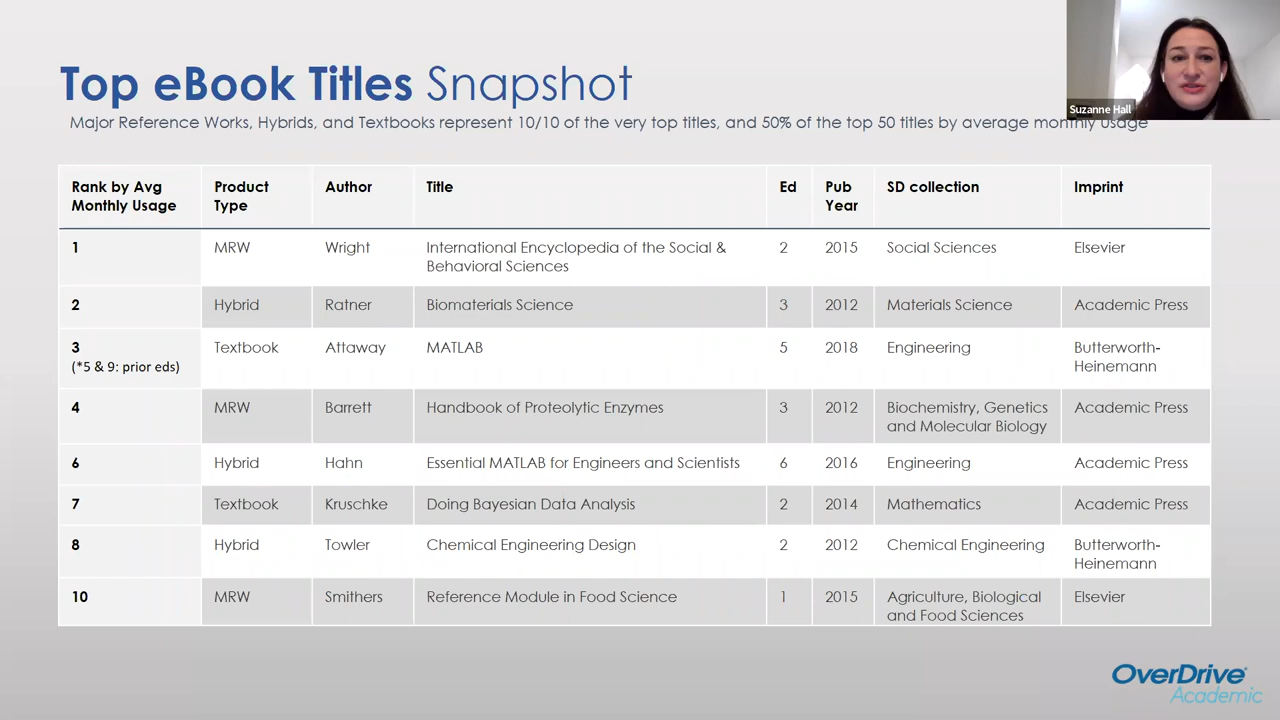 Top eBook Titles Snapshot
Suzanne Hall
Major Reference Works, Hybrids, and Textbooks represent 10/10 of the very top titles, and 50% of the top 50 titles by average monthly usage
Rank by Avg Monthly Usage Product Type Author Title Ed Pub Year SD collection Imprint
1 MRW Wright International Encyclopedia of the Social & Behavioral Sciences 2 2015 Social Sciences Elsevier
2 Hybrid Ratner Biomaterials Science 3 2012 Materials Science Academic Press
3 (*5 & 9: prior eds) Textbook Attaway MATLAB 5 2018 Engineering Butterworth-Heinemann
4 MRW Barrett Handbook of Proteolytic Enzymes 3 2012 Biochemistry, Genetics and Molecular Biology Academic Press
6 Hybrid Hahn Essential MATLAB for Engineers and Scientists 6 2016 Engineering Academic Press
7 Textbook Kruschke Doing Bayesian Data Analysis 2 2014 Mathematics Academic Press
8 Hybrid Towler Chemical Engineering Design 2 2012 Chemical Engineering Butterworth-Heinemann
10 MRW Smithers Reference Module in Food Science 1 2015 Agriculture, Biological and Food Sciences Elsevier
OverDrive
Academic